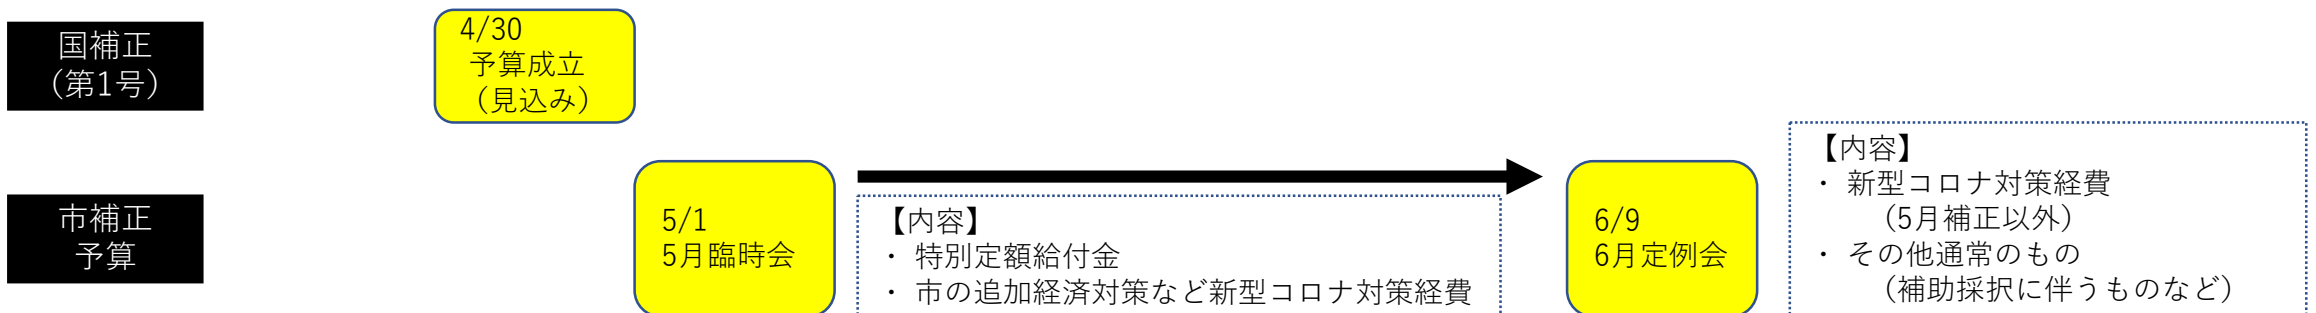 国補正
（第1号）
4/30
予算成立
（見込み）
市補正
予算
5/1
5月臨時会
【内容】
・ 特別定額給付金
・ 市の追加経済対策など新型コロナ対策経費
6/9
6月定例会
【内容】
・ 新型コロナ対策経費
（5月補正以外）
・ その他通常のもの
（補助採択に伴うものなど）